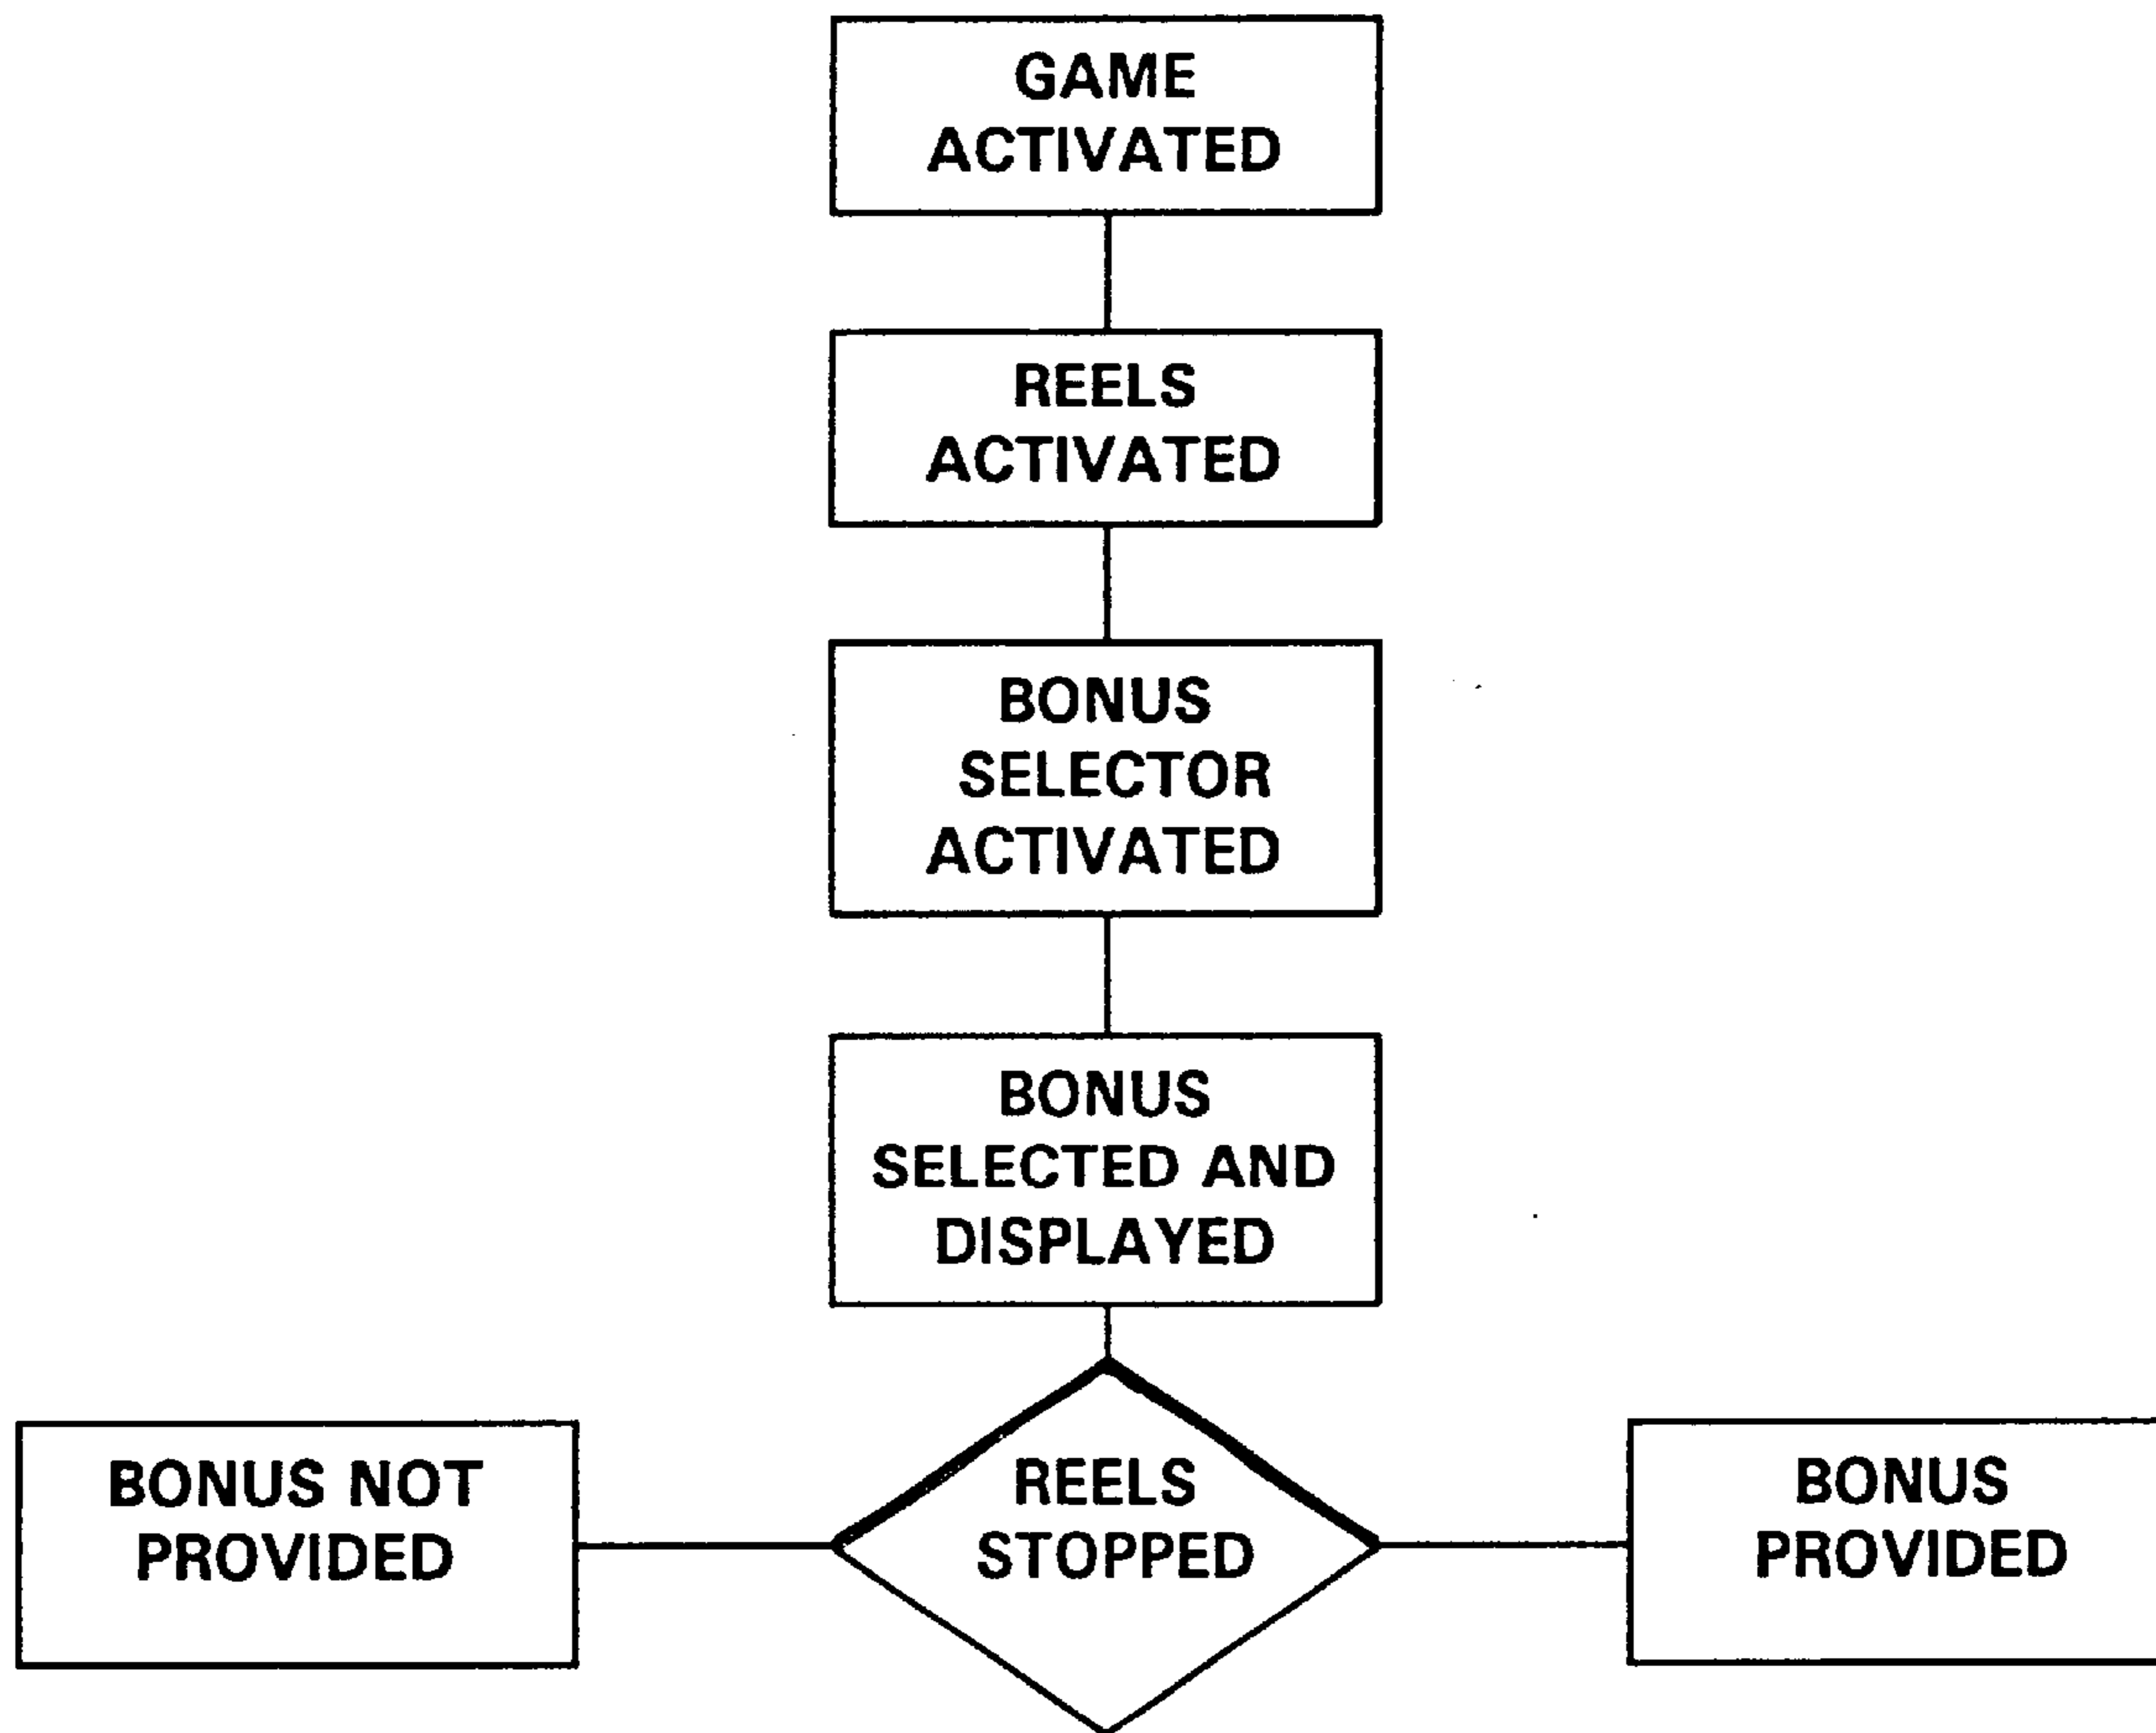 GAME
ACTIVATED
REELS
ACTIVATED
BONUS
SELECTOR
ACTIVATED
BONUS
SELECTED AND
DISPLAYED
BONUS NOT
PROVIDED
REELS
STOPPED
BONUS
PROVIDED